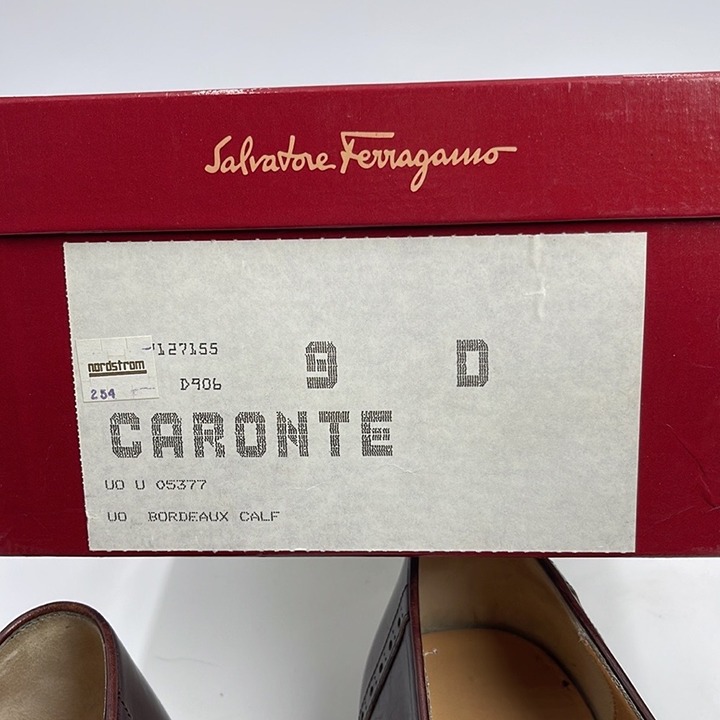 Salvatore Ferragamo
127155
nordstrom
254
D906
9 D
CARONTE
UO U 05377
UO BORDEAUX CALF